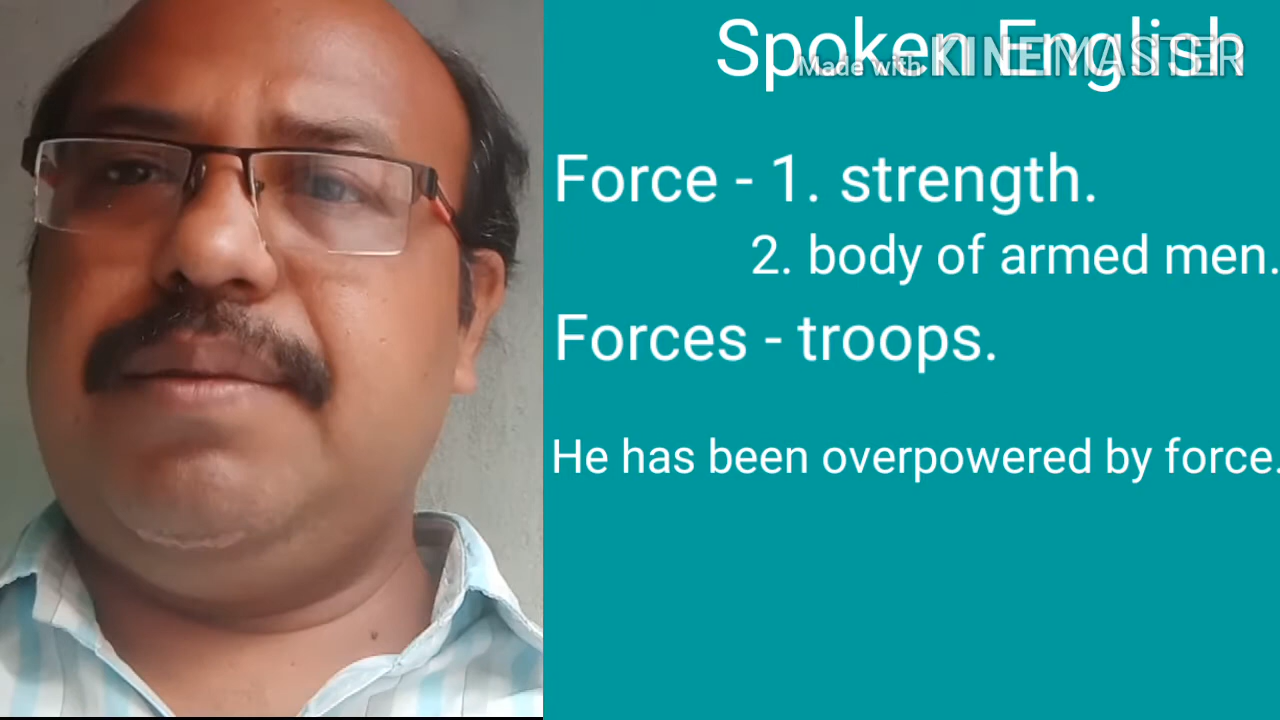 Spoken English
Made with KINEMASTER
Force - 1. strength.
2. body of armed men.
Forces - troops.
He has been overpowered by force.